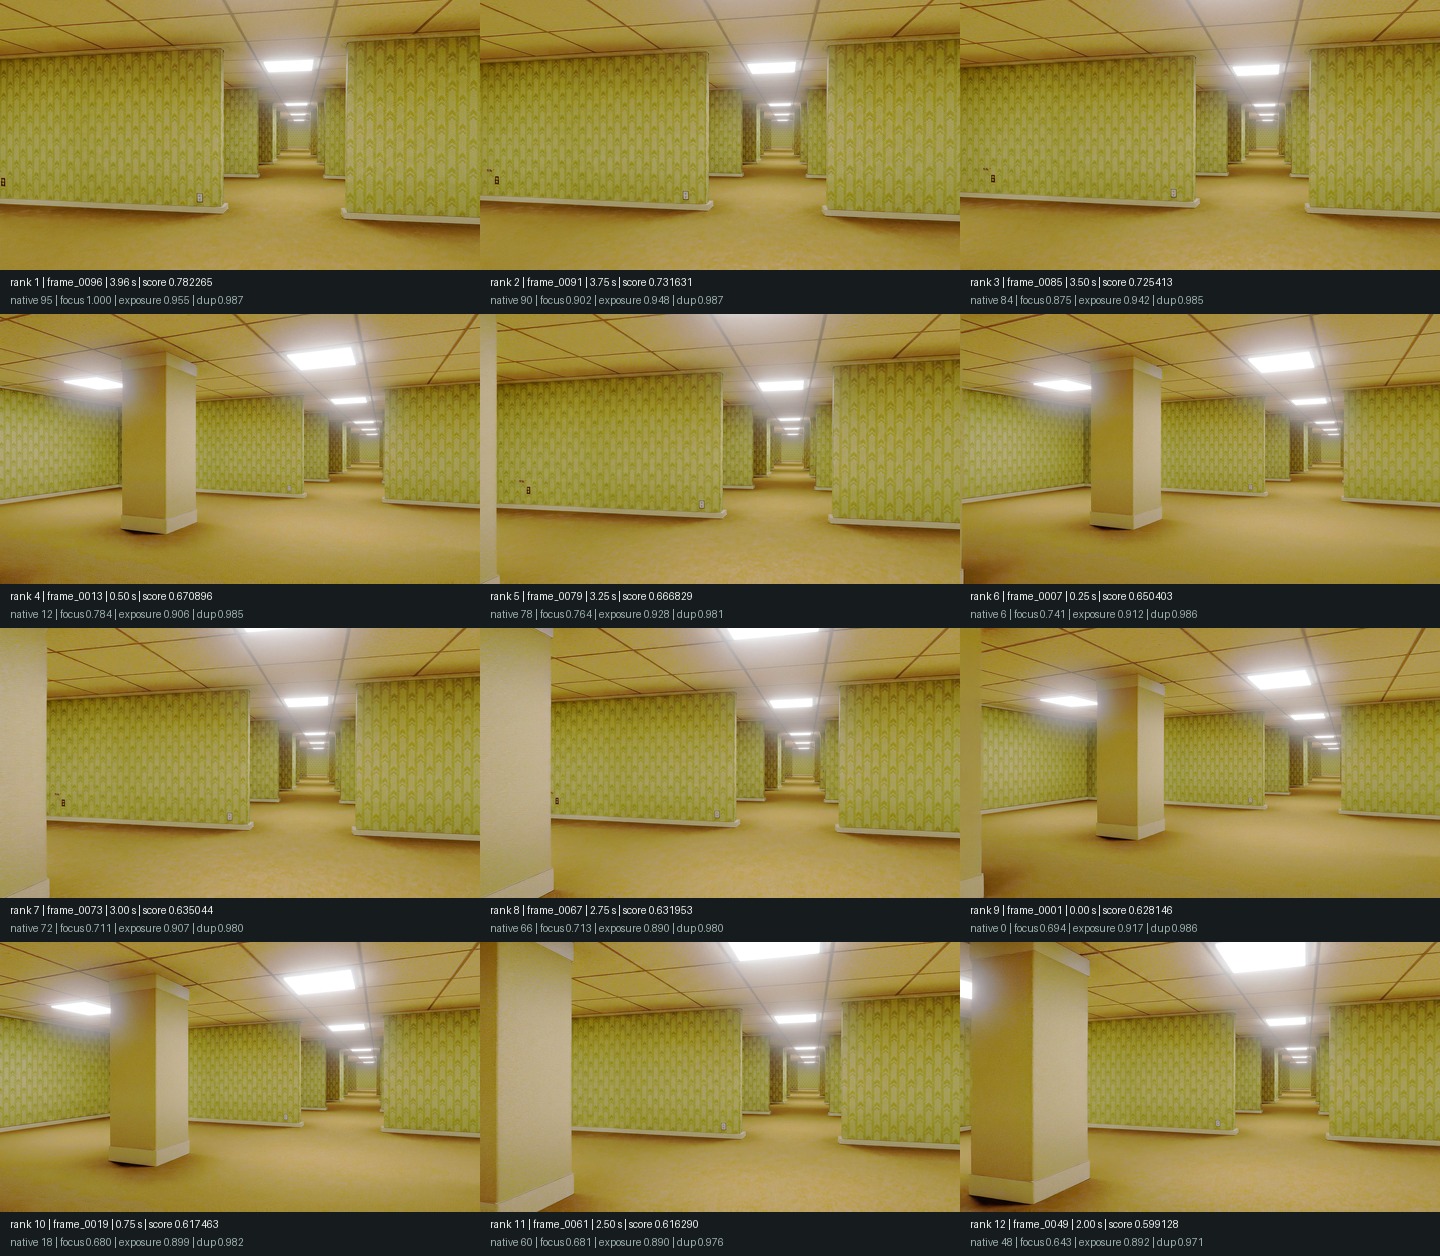 rank 1 | frame_0096 | 3.96 s | score 0.782265
native 95 | focus 1.000 | exposure 0.955 | dup 0.987
rank 2 | frame_0091 | 3.75 s | score 0.731631
native 90 | focus 0.902 | exposure 0.948 | dup 0.987
rank 3 | frame_0085 | 3.50 s | score 0.725413
native 84 | focus 0.875 | exposure 0.942 | dup 0.985
rank 4 | frame_0013 | 0.50 s | score 0.670896
native 12 | focus 0.784 | exposure 0.906 | dup 0.985
rank 5 | frame_0079 | 3.25 s | score 0.666829
native 78 | focus 0.764 | exposure 0.928 | dup 0.981
rank 6 | frame_0007 | 0.25 s | score 0.650403
native 6 | focus 0.741 | exposure 0.912 | dup 0.986
rank 7 | frame_0073 | 3.00 s | score 0.635044
native 72 | focus 0.711 | exposure 0.907 | dup 0.980
rank 8 | frame_0067 | 2.75 s | score 0.631953
native 66 | focus 0.713 | exposure 0.890 | dup 0.980
rank 9 | frame_0001 | 0.00 s | score 0.628146
native 0 | focus 0.694 | exposure 0.917 | dup 0.986
rank 10 | frame_0019 | 0.75 s | score 0.617463
native 18 | focus 0.680 | exposure 0.899 | dup 0.982
rank 11 | frame_0061 | 2.50 s | score 0.616290
native 60 | focus 0.681 | exposure 0.890 | dup 0.976
rank 12 | frame_0049 | 2.00 s | score 0.599128
native 48 | focus 0.643 | exposure 0.892 | dup 0.971